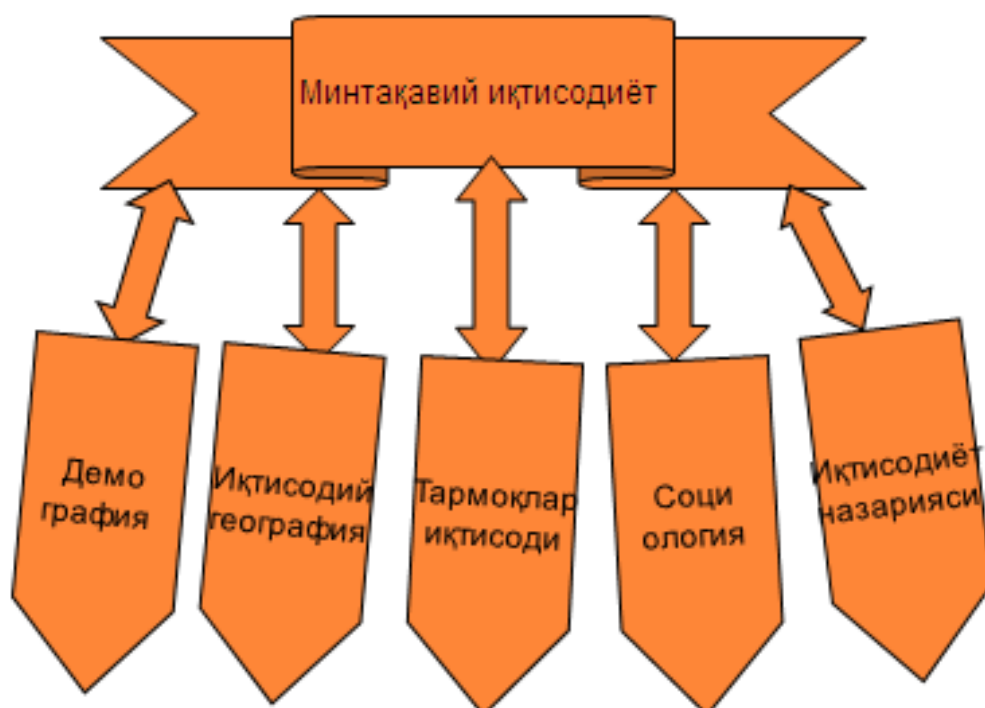 Минтақавий иқтисодиёт
Демо
графия
Иқтисодий
география
Тармоқлар
иқтисоди
Соци
ология
Иқтисодиёт
назарияси